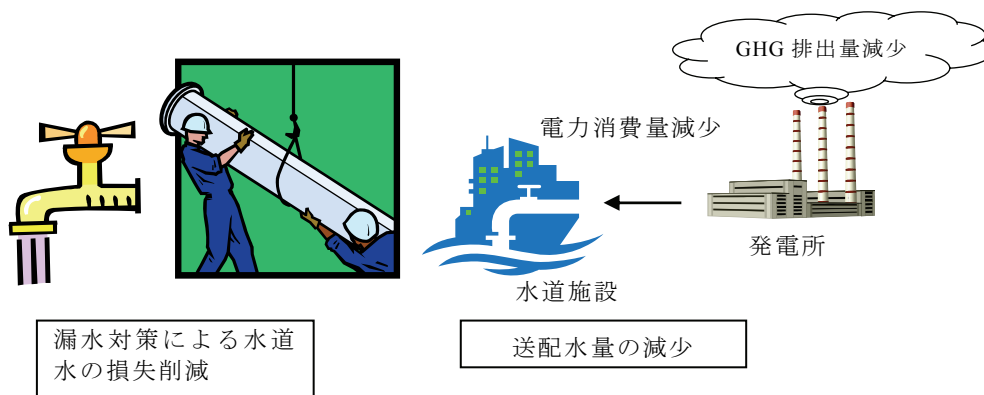 GHG 排出量減少
電力消費量減少
発電所
水道施設
漏水対策による水道
水の損失削減
送配水量の減少